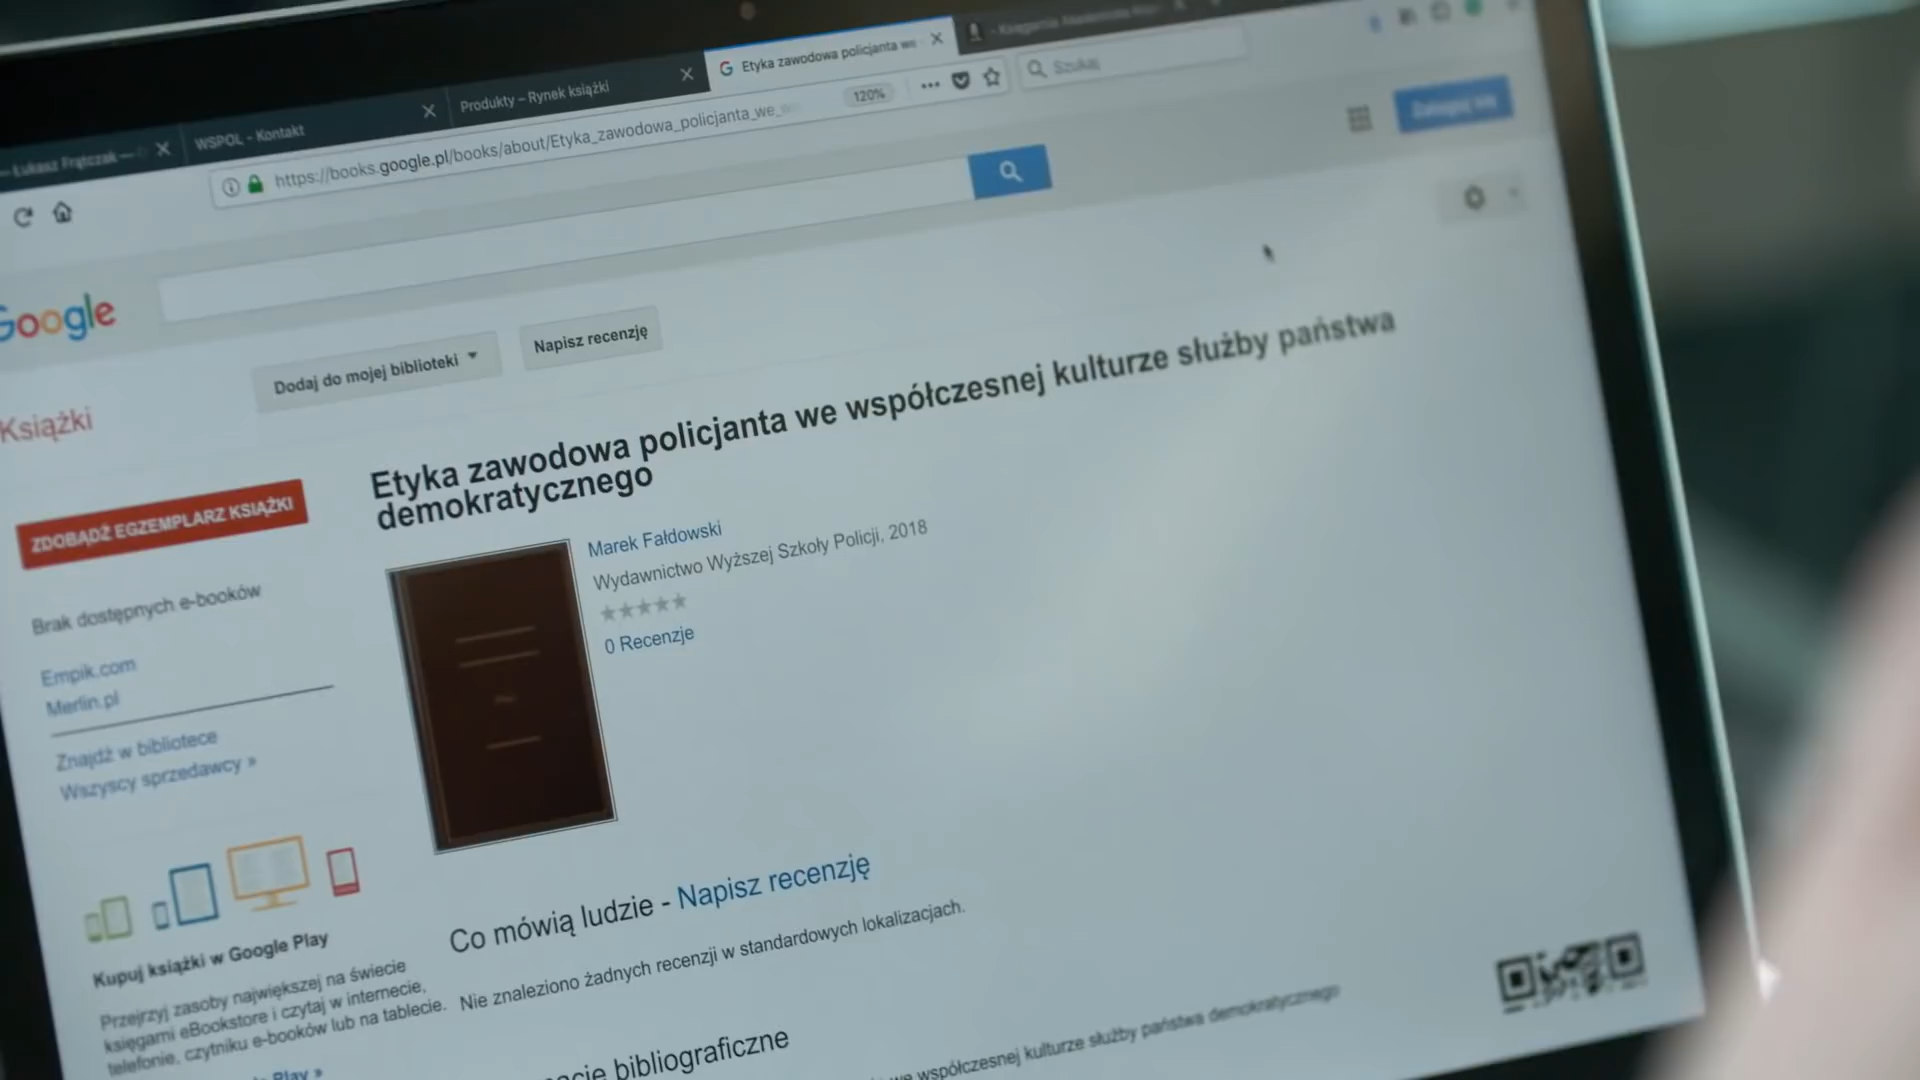 Łukasz Frątczak —
WSPOL - Kontakt
Produkty – Rynek książki
Etyka zawodowa policjanta we
https://books.google.pl/books/about/Etyka_zawodowa_policjanta_we_
120%
Szukaj
Google
Dodaj do mojej biblioteki
Napisz recenzję
Książki
ZDOBĄDŹ EGZEMPLARZ KSIĄŻKI
Brak dostępnych e-booków
Empik.com
Merlin.pl
Znajdź w bibliotece
Wszyscy sprzedawcy »
Kupuj książki w Google Play
Przejrzyj zasoby największej na świecie
księgarni eBookstore i czytaj w internecie,
telefonie, czytniku e-booków lub na tablecie.
Play »
Etyka zawodowa policjanta we współczesnej kulturze służby państwa
demokratycznego
Marek Fałdowski
Wydawnictwo Wyższej Szkoły Policji, 2018
0 Recenzje
Co mówią ludzie - Napisz recenzję
Nie znaleziono żadnych recenzji w standardowych lokalizacjach.
bibliograficzne
we współczesnej kulturze służby państwa demokratycznego